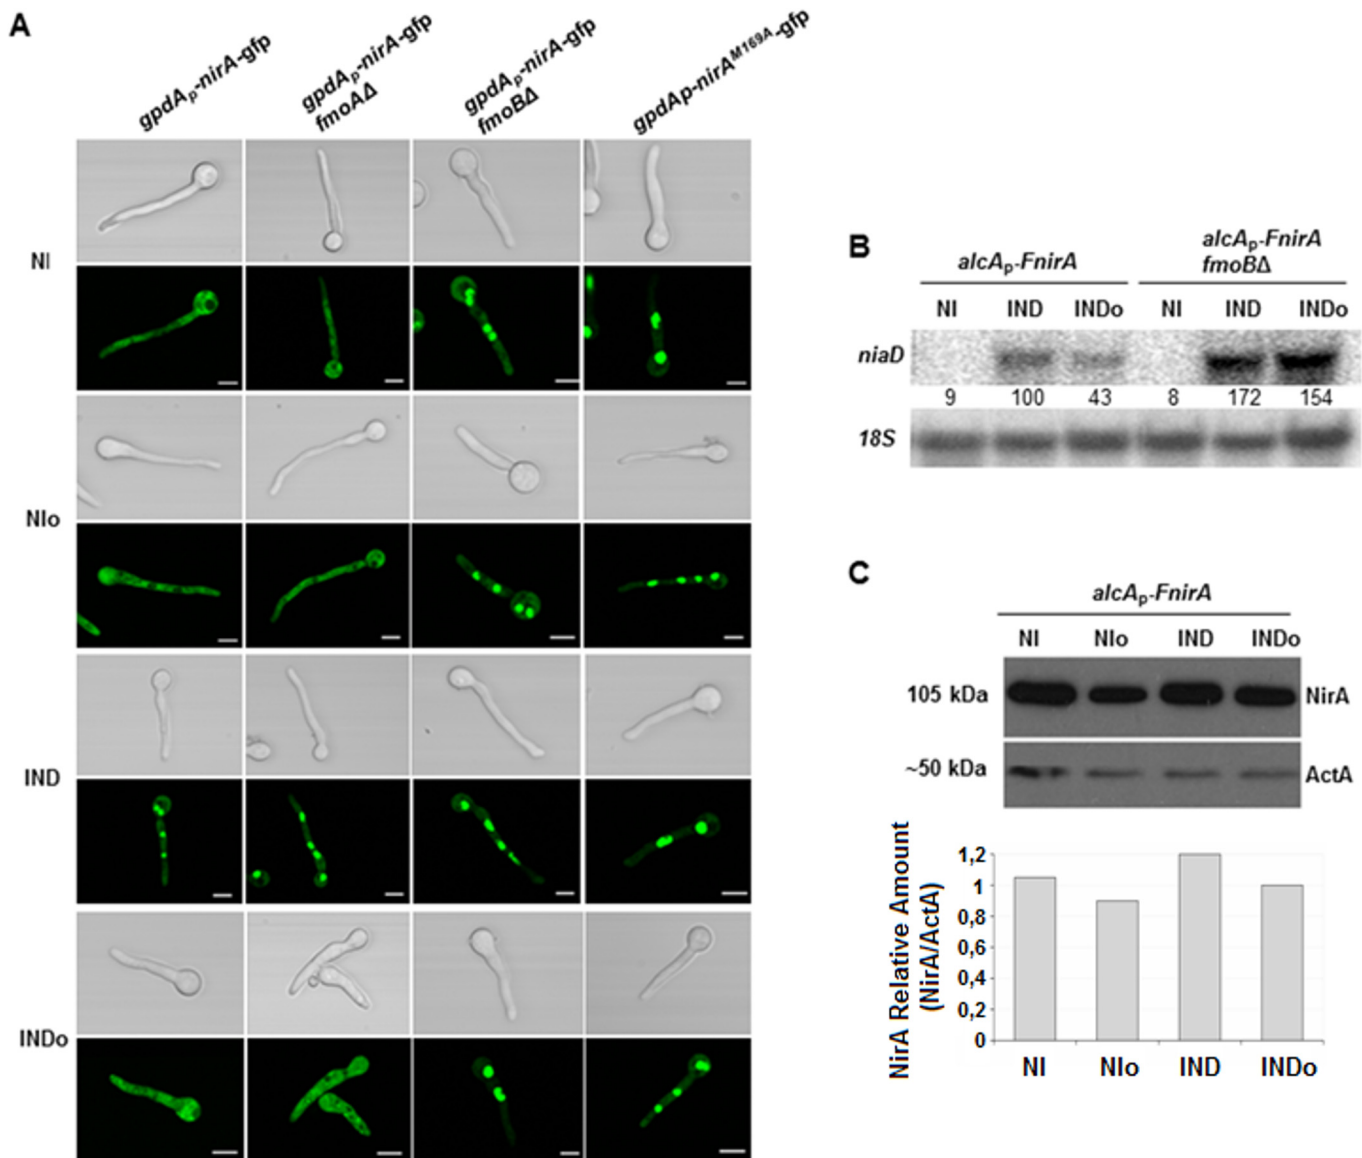 A
gpdAp-nirA-gfp
gpdAp-nirA-gfp
fmoAΔ
gpdAp-nirA-gfp
fmoBΔ
gpdAp-nirA^M169A-gfp
NI
NIo
IND
INDo
B
alcAp-FnirA
alcAp-FnirA
fmoBΔ
NI IND INDo NI IND INDo
niaD
9 100 43 8 172 154
18S
C
alcAp-FnirA
NI NIo IND INDo
105 kDa NirA
~50 kDa ActA
NirA Relative Amount
(NirA/ActA)
1,2
1
0,8
0,6
0,4
0,2
0
NI NIo IND INDo